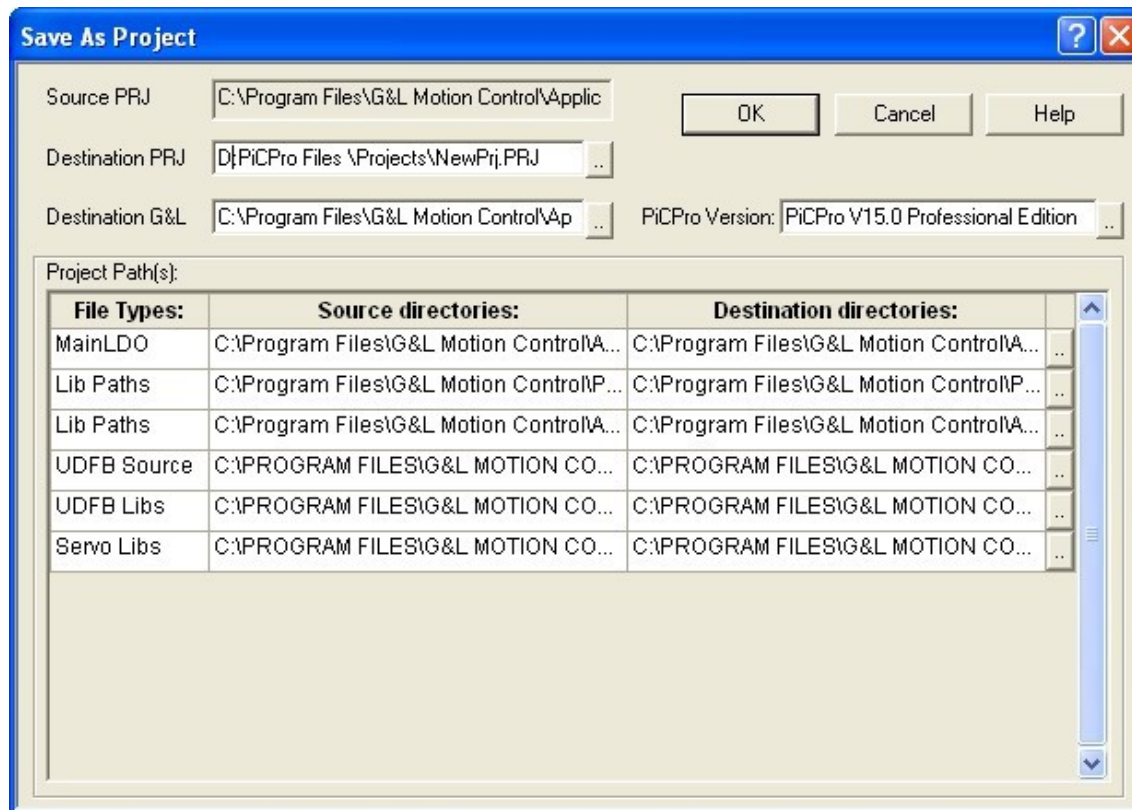 Save As Project
Source PRJ C:\Program Files\G&L Motion Control\Applic
OK Cancel Help
Destination PRJ D:PiCPro Files \Projects\NewPrj.PRJ ..
Destination G&L C:\Program Files\G&L Motion Control\Ap .. PiCPro Version: PiCPro V15.0 Professional Edition ..
Project Path(s):
File Types: Source directories: Destination directories:
MainLDO C:\Program Files\G&L Motion Control\A... C:\Program Files\G&L Motion Control\A... ..
Lib Paths C:\Program Files\G&L Motion Control\P... C:\Program Files\G&L Motion Control\P... ..
Lib Paths C:\Program Files\G&L Motion Control\A... C:\Program Files\G&L Motion Control\A... ..
UDFB Source C:\PROGRAM FILES\G&L MOTION CO... C:\PROGRAM FILES\G&L MOTION CO... ..
UDFB Libs C:\PROGRAM FILES\G&L MOTION CO... C:\PROGRAM FILES\G&L MOTION CO... ..
Servo Libs C:\PROGRAM FILES\G&L MOTION CO... C:\PROGRAM FILES\G&L MOTION CO... ..